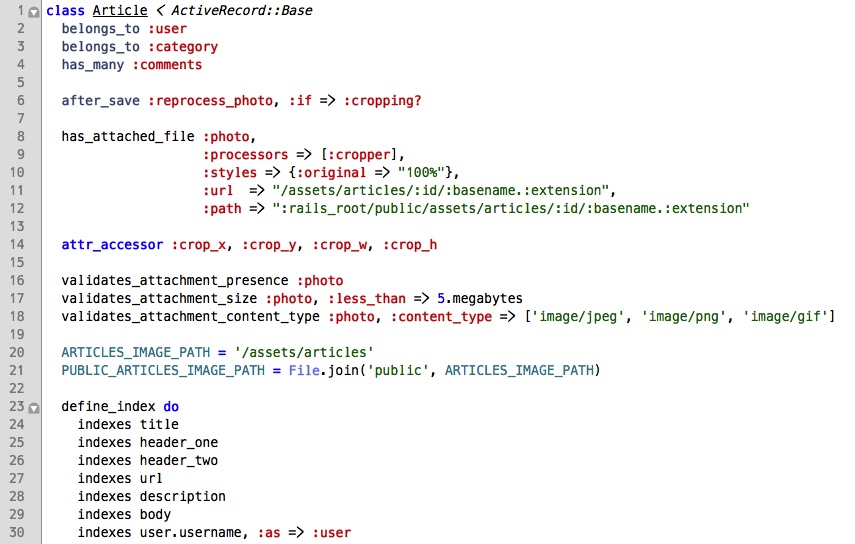 1 class Article < ActiveRecord::Base
2 belongs_to :user
3 belongs_to :category
4 has_many :comments
5
6 after_save :reprocess_photo, :if => :cropping?
7
8 has_attached_file :photo,
9 :processors => [:cropper],
10 :styles => {:original => "100%"},
11 :url => "/assets/articles/:id/:basename.:extension",
12 :path => ":rails_root/public/assets/articles/:id/:basename.:extension"
13
14 attr_accessor :crop_x, :crop_y, :crop_w, :crop_h
15
16 validates_attachment_presence :photo
17 validates_attachment_size :photo, :less_than => 5.megabytes
18 validates_attachment_content_type :photo, :content_type => ['image/jpeg', 'image/png', 'image/gif']
19
20 ARTICLES_IMAGE_PATH = '/assets/articles'
21 PUBLIC_ARTICLES_IMAGE_PATH = File.join('public', ARTICLES_IMAGE_PATH)
22
23 define_index do
24 indexes title
25 indexes header_one
26 indexes header_two
27 indexes url
28 indexes description
29 indexes body
30 indexes user.username, :as => :user